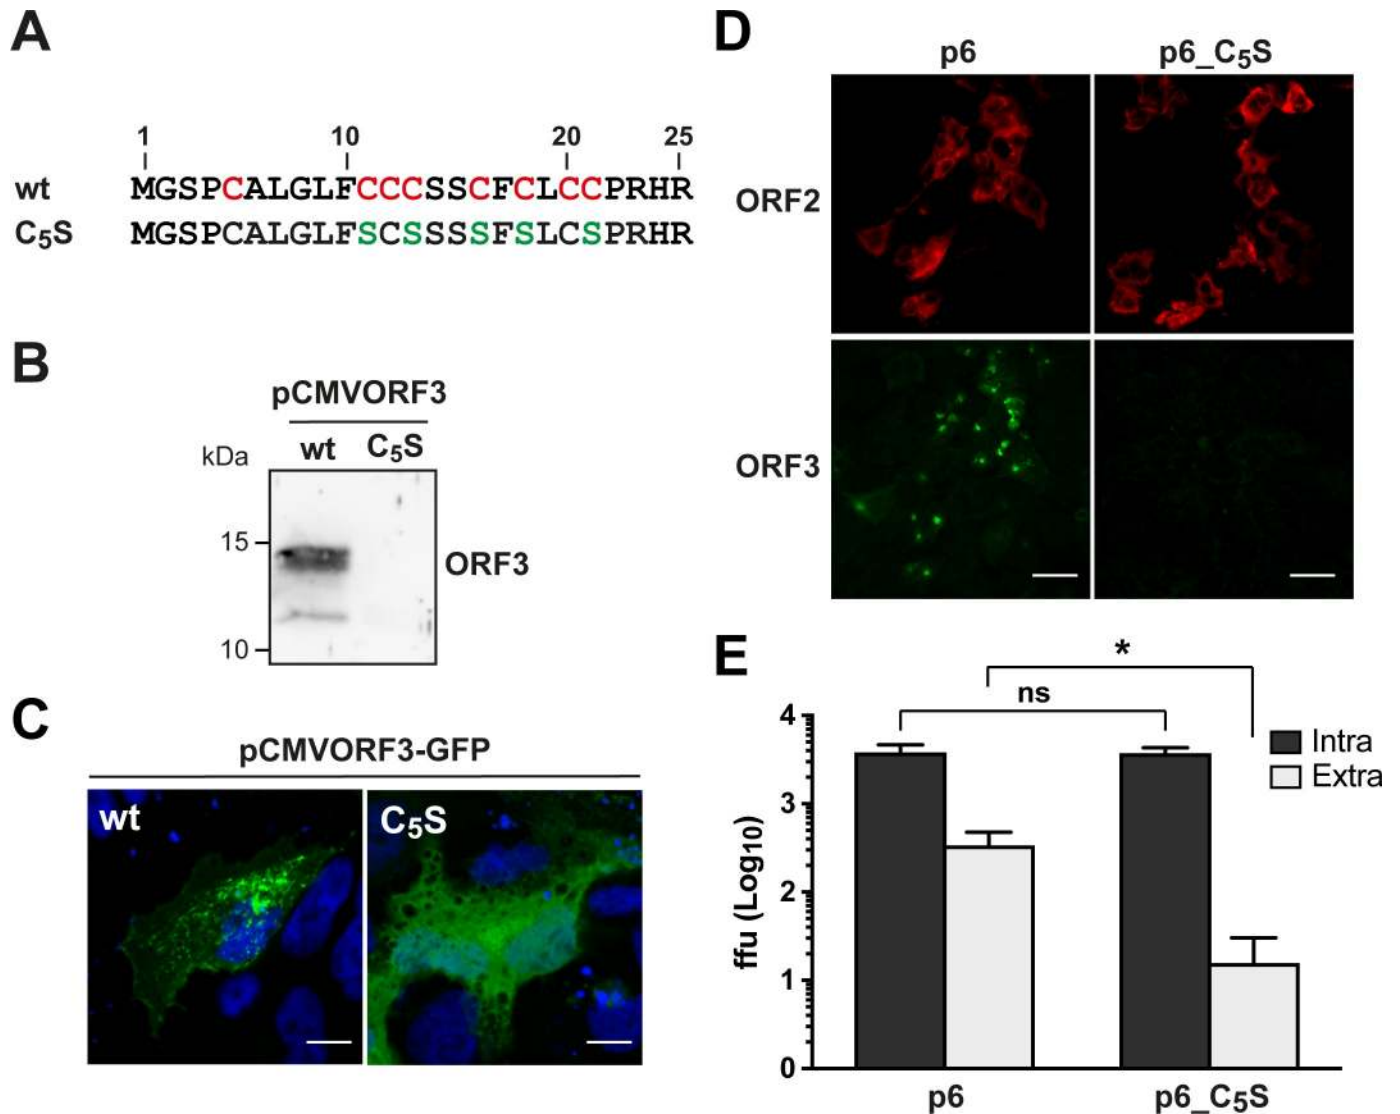 A
1 10 20 25
wt MGSPCALGLFCCCSSCFCLCCPRHR
C5S MGSPCALGLFSCSSSSFSLCSPRHR
B
pCMVORF3
wt C5S
kDa
15
ORF3
10
C
pCMVORF3-GFP
wt C5S
D
p6 p6_C5S
ORF2
ORF3
E
*
ns
4
3
2
1
0
ffu (Log10)
Intra
Extra
p6 p6_C5S